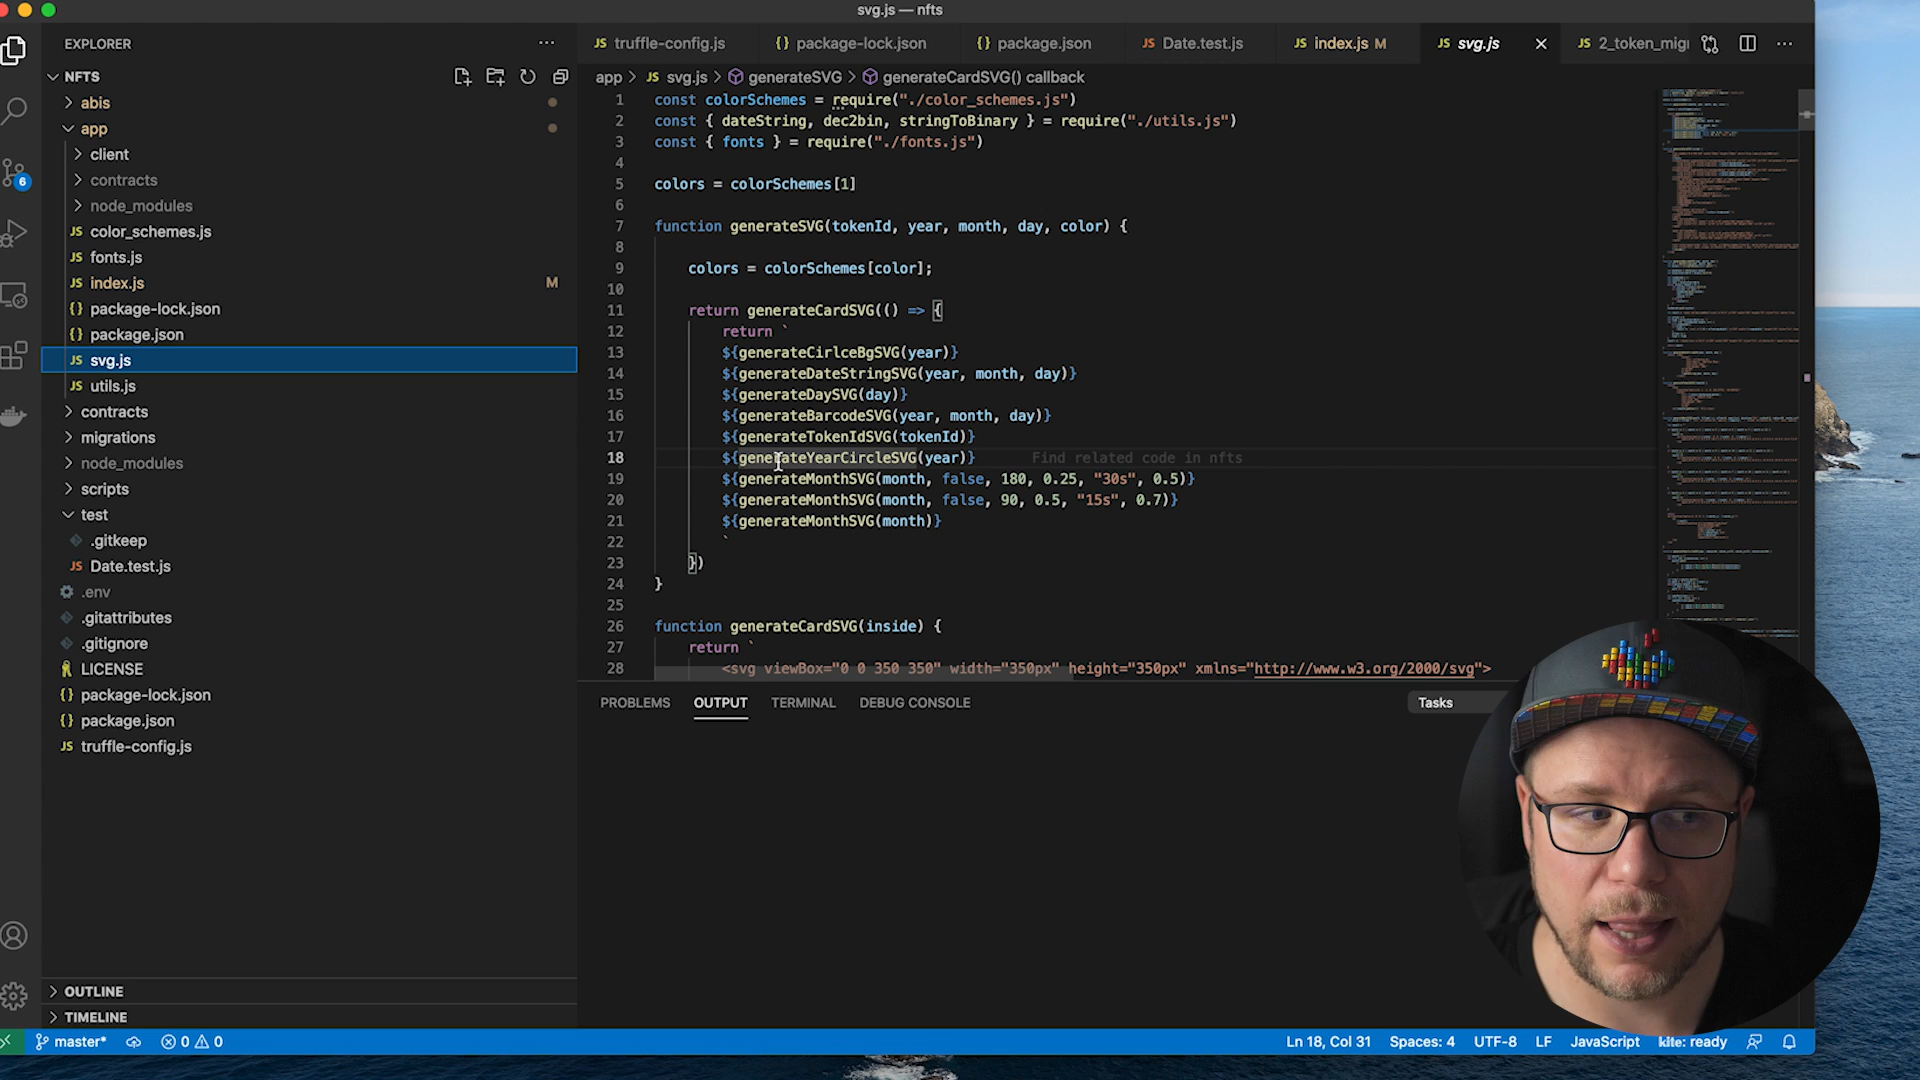 svg.js — nfts
EXPLORER
NFTS
abis
app
client
contracts
node_modules
color_schemes.js
fonts.js
index.js M
package-lock.json
package.json
svg.js
utils.js
contracts
migrations
node_modules
scripts
test
.gitkeep
Date.test.js
.env
.gitattributes
.gitignore
LICENSE
package-lock.json
package.json
truffle-config.js
OUTLINE
TIMELINE
6
truffle-config.js package-lock.json package.json Date.test.js index.js M svg.js 2_token_migr
app > JS svg.js > generateSVG > generateCardSVG() callback
1 const colorSchemes = require("./color_schemes.js")
2 const { dateString, dec2bin, stringToBinary } = require("./utils.js")
3 const { fonts } = require("./fonts.js")
4
5 colors = colorSchemes[1]
6
7 function generateSVG(tokenId, year, month, day, color) {
8
9 colors = colorSchemes[color];
10
11 return generateCardSVG(() => {
12 return `
13 ${generateCirlceBgSVG(year)}
14 ${generateDateStringSVG(year, month, day)}
15 ${generateDaySVG(day)}
16 ${generateBarcodeSVG(year, month, day)}
17 ${generateTokenIdSVG(tokenId)}
18 ${generateYearCircleSVG(year)} Find related code in nfts
19 ${generateMonthSVG(month, false, 180, 0.25, "30s", 0.5)}
20 ${generateMonthSVG(month, false, 90, 0.5, "15s", 0.7)}
21 ${generateMonthSVG(month)}
22 `
23 })
24 }
25
26 function generateCardSVG(inside) {
27 return `
28 <svg viewBox="0 0 350 350" width="350px" height="350px" xmlns="http://www.w3.org/2000/svg">
PROBLEMS OUTPUT TERMINAL DEBUG CONSOLE Tasks
master* 0 0 Ln 18, Col 31 Spaces: 4 UTF-8 LF JavaScript kite: ready